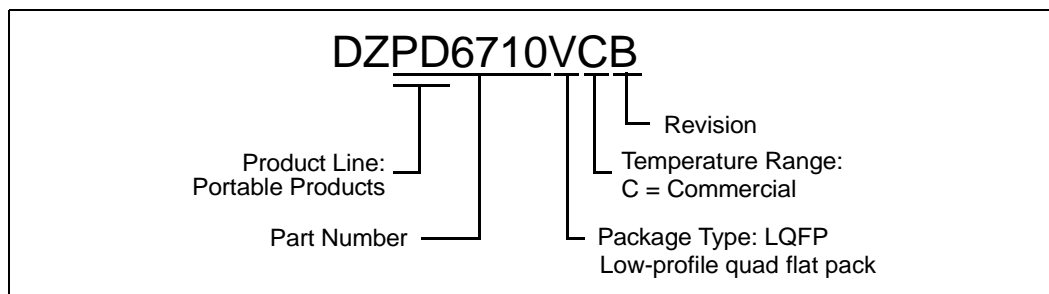 DZPD6710VCB
Revision
Product Line:
Portable Products
Temperature Range:
C = Commercial
Part Number
Package Type: LQFP
Low-profile quad flat pack